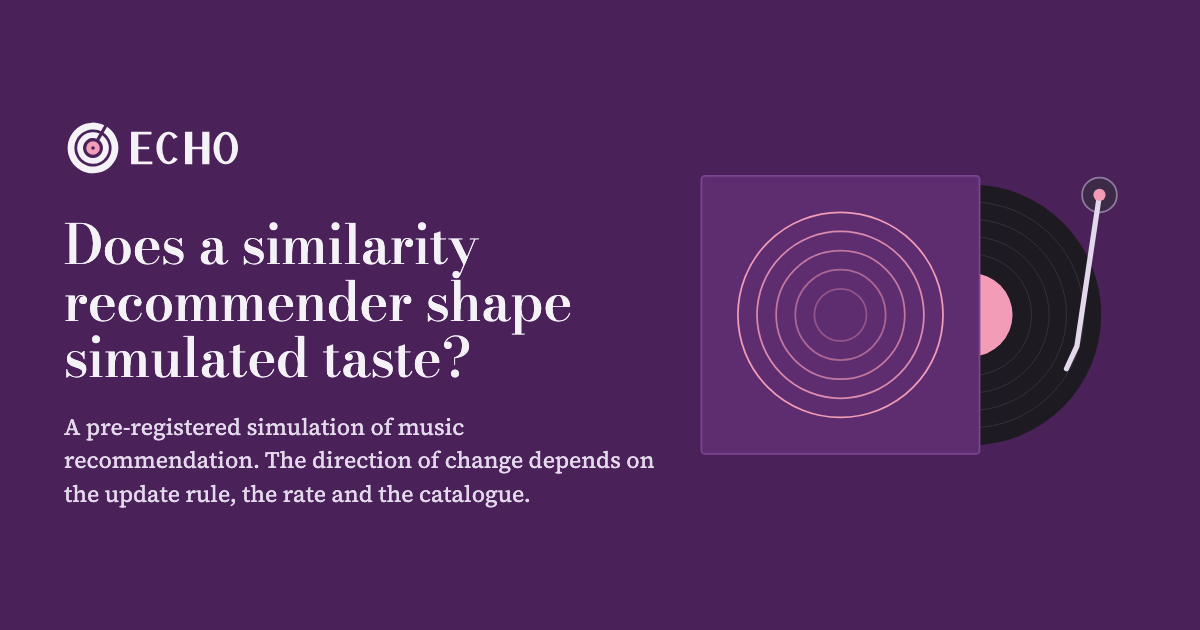 ECHO
Does a similarity
recommender shape
simulated taste?
A pre-registered simulation of music
recommendation. The direction of change depends on
the update rule, the rate and the catalogue.